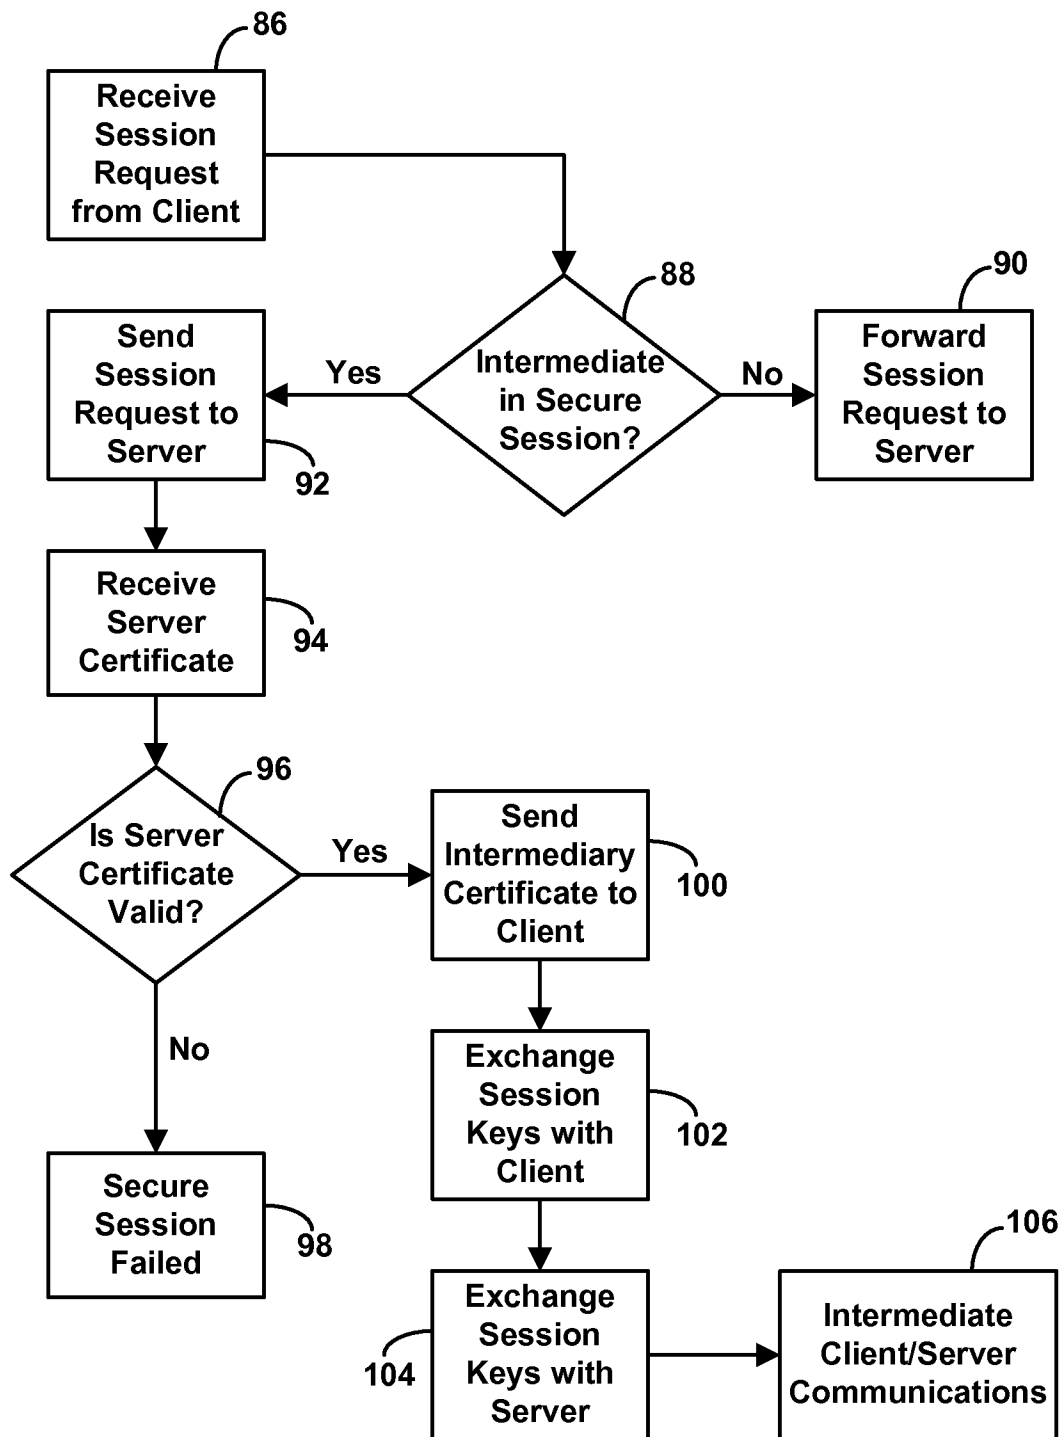 86
Receive
Session
Request
from Client
88
90
Send
Session
Request to
Server
Yes
Intermediate
in Secure
Session?
No
Forward
Session
Request to
Server
92
Receive
Server
Certificate
94
96
Is Server
Certificate
Valid?
Yes
Send
Intermediary
Certificate to
Client
100
No
Exchange
Session
Keys with
Client
102
Secure
Session
Failed
98
106
Exchange
Session
Keys with
Server
104
Intermediate
Client/Server
Communications